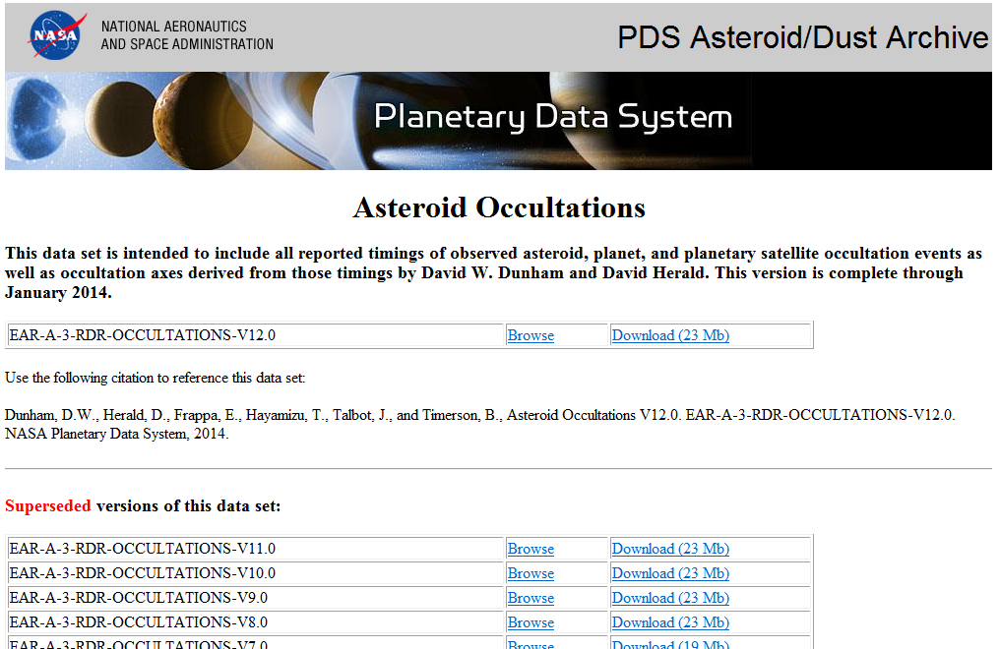 NASA
NATIONAL AERONAUTICS
AND SPACE ADMINISTRATION
PDS Asteroid/Dust Archive
Planetary Data System
Asteroid Occultations
This data set is intended to include all reported timings of observed asteroid, planet, and planetary satellite occultation events as
well as occultation axes derived from those timings by David W. Dunham and David Herald. This version is complete through
January 2014.
EAR-A-3-RDR-OCCULTATIONS-V12.0 Browse Download (23 Mb)
Use the following citation to reference this data set:
Dunham, D.W., Herald, D., Frappa, E., Hayamizu, T., Talbot, J., and Timerson, B., Asteroid Occultations V12.0. EAR-A-3-RDR-OCCULTATIONS-V12.0.
NASA Planetary Data System, 2014.
Superseded versions of this data set:
EAR-A-3-RDR-OCCULTATIONS-V11.0 Browse Download (23 Mb)
EAR-A-3-RDR-OCCULTATIONS-V10.0 Browse Download (23 Mb)
EAR-A-3-RDR-OCCULTATIONS-V9.0 Browse Download (23 Mb)
EAR-A-3-RDR-OCCULTATIONS-V8.0 Browse Download (23 Mb)
EAR-A-3-RDR-OCCULTATIONS-V7.0 Browse Download (19 Mb)